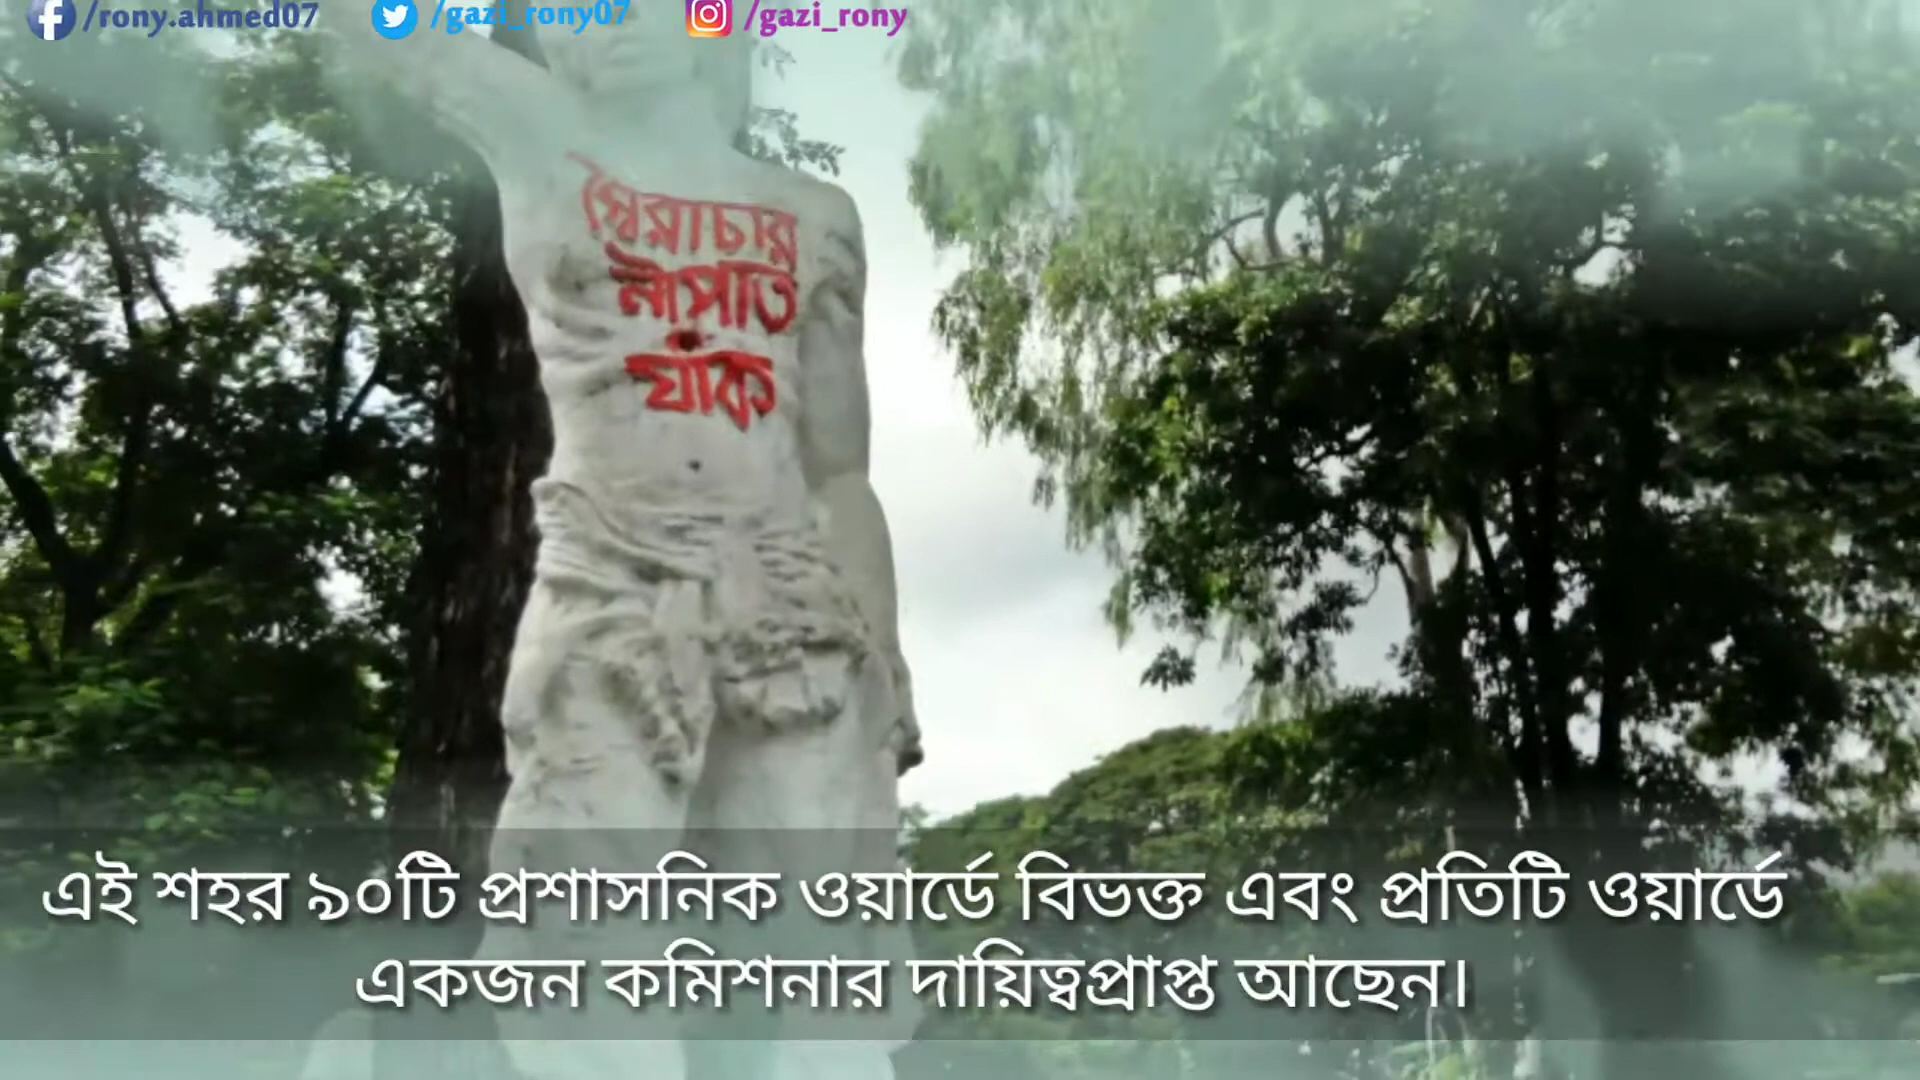 /rony.ahmed07 /gazi_rony07 /gazi_rony
স্বৈরাচার
নীপাত
যাঁক
এই শহর ৯০টি প্রশাসনিক ওয়ার্ডে বিভক্ত এবং প্রতিটি ওয়ার্ডে
একজন কমিশনার দায়িত্বপ্রাপ্ত আছেন।